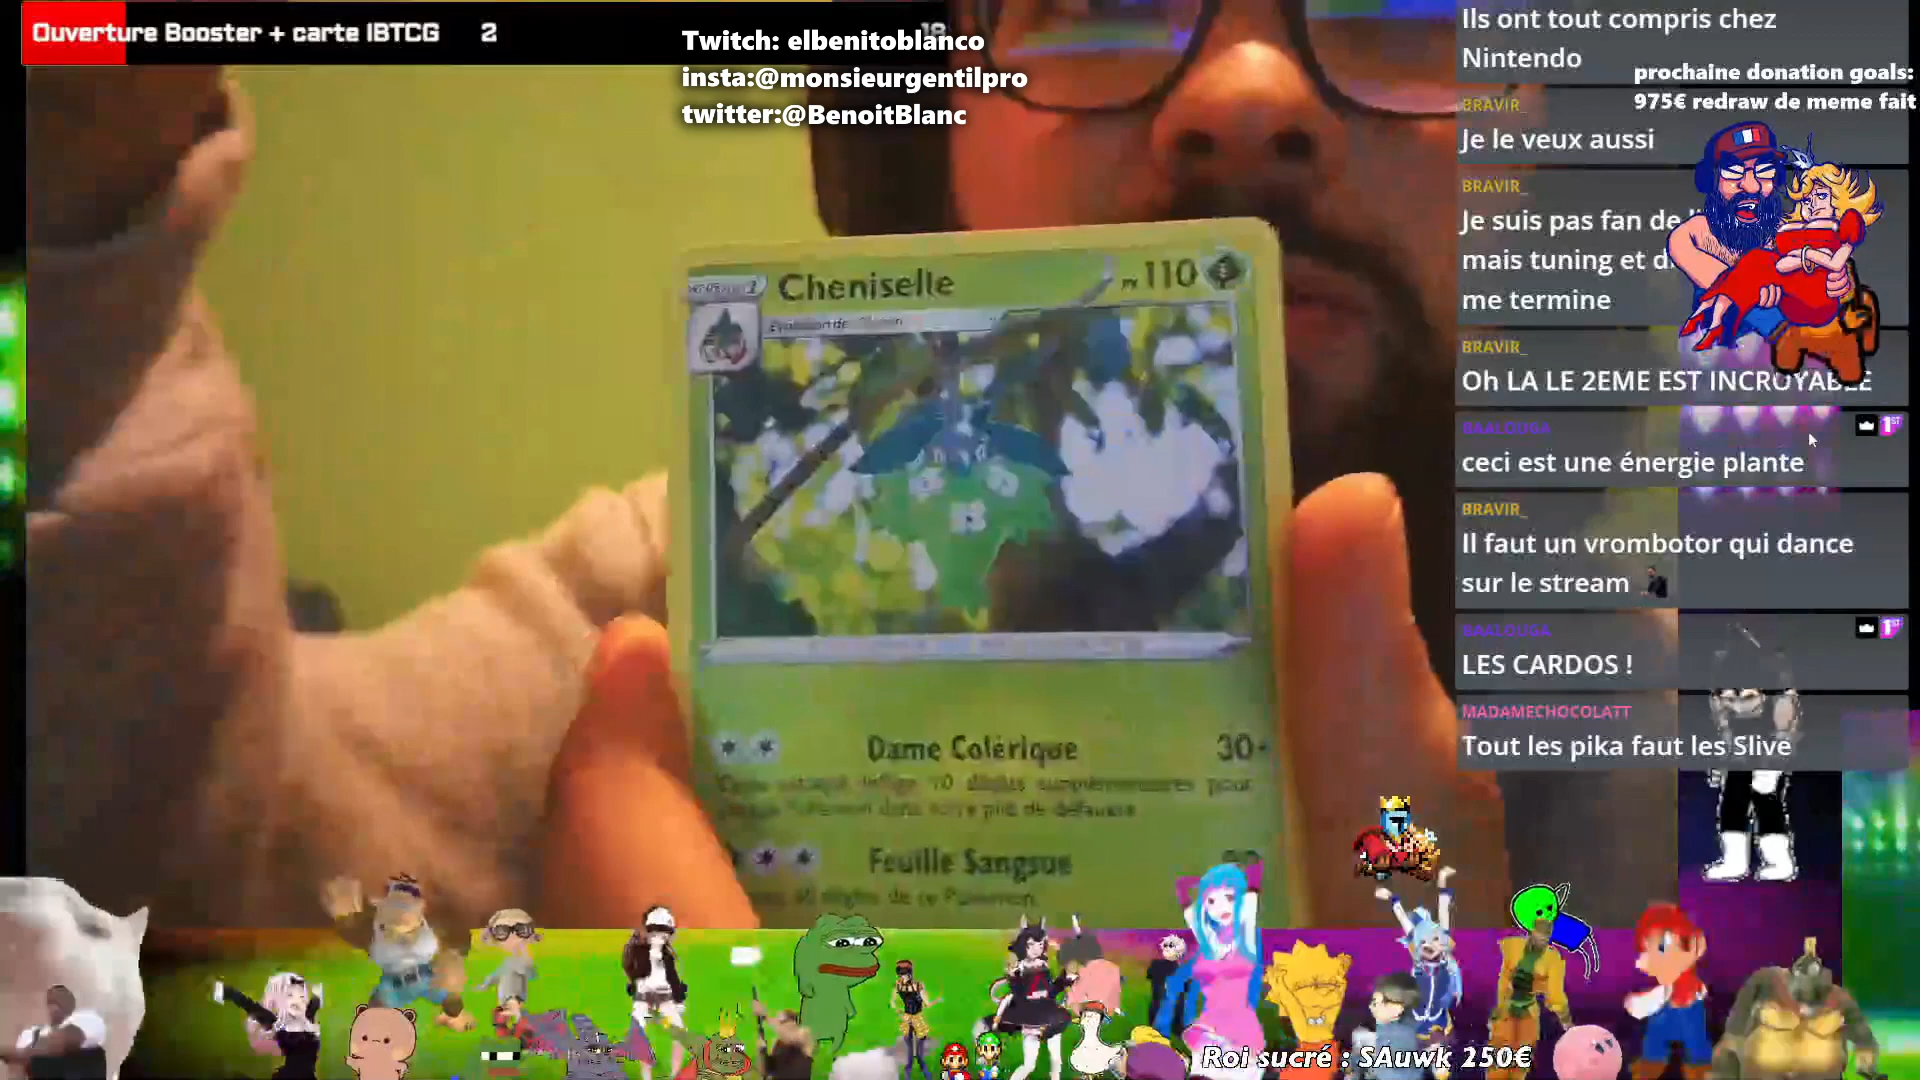 Ouverture Booster + carte IBTCG 2
Twitch: elbenitoblanco
insta:@monsieurgentilpro
twitter:@BenoitBlanc
Cheniselle
PV 110
Dame Colérique 30
Feuille Sangsue
Ils ont tout compris chez
Nintendo
prochaine donation goals:
975€ redraw de meme fait
BRAVIR_
Je le veux aussi
BRAVIR_
Je suis pas fan de
mais tuning et
me termine
BRAVIR_
Oh LA LE 2EME EST INCROYABLE
BAALOUGA
ceci est une énergie plante
BRAVIR_
Il faut un vrombotor qui dance
sur le stream
BAALOUGA
LES CARDOS !
MADAMECHOCOLATT
Tout les pika faut les Slive
Roi sucré : SAuwk 250€